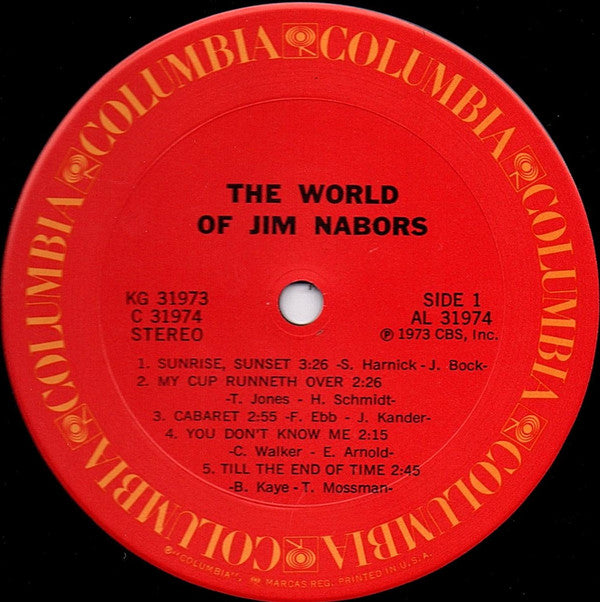 COLUMBIA COLUMBIA COLUMBIA COLUMBIA COLUMBIA COLUMBIA
THE WORLD
OF JIM NABORS
KG 31973
C 31974
STEREO
SIDE 1
AL 31974
Ⓟ 1973 CBS, Inc.
1. SUNRISE, SUNSET 3:26 -S. Harnick - J. Bock-
2. MY CUP RUNNETH OVER 2:26
-T. Jones - H. Schmidt-
3. CABARET 2:55 -F. Ebb - J. Kander-
4. YOU DON'T KNOW ME 2:15
-C. Walker - E. Arnold-
5. TILL THE END OF TIME 2:45
-B. Kaye - T. Mossman-
®"COLUMBIA", MARCAS REG. PRINTED IN U.S.A.